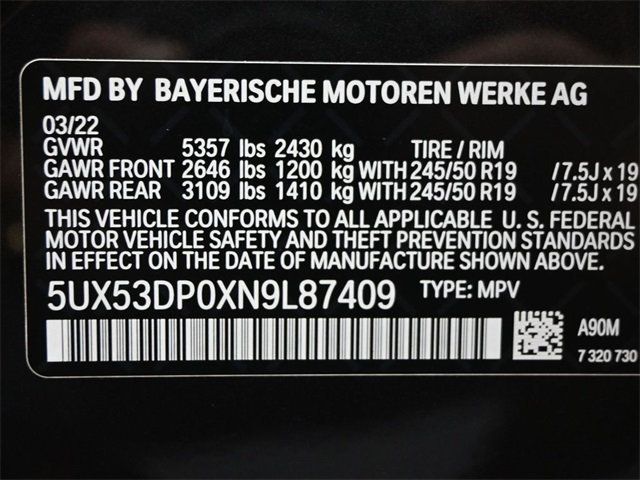 MFD BY BAYERISCHE MOTOREN WERKE AG
03/22
GVWR 5357 lbs 2430 kg TIRE / RIM
GAWR FRONT 2646 lbs 1200 kg WITH 245/50 R19 /7.5J x 19
GAWR REAR 3109 lbs 1410 kg WITH 245/50 R19 /7.5J x 19
THIS VEHICLE CONFORMS TO ALL APPLICABLE U. S. FEDERAL
MOTOR VEHICLE SAFETY AND THEFT PREVENTION STANDARDS
IN EFFECT ON THE DATE OF MANUFACTURE SHOWN ABOVE.
5UX53DP0XN9L87409 TYPE: MPV
A90M
7 320 730